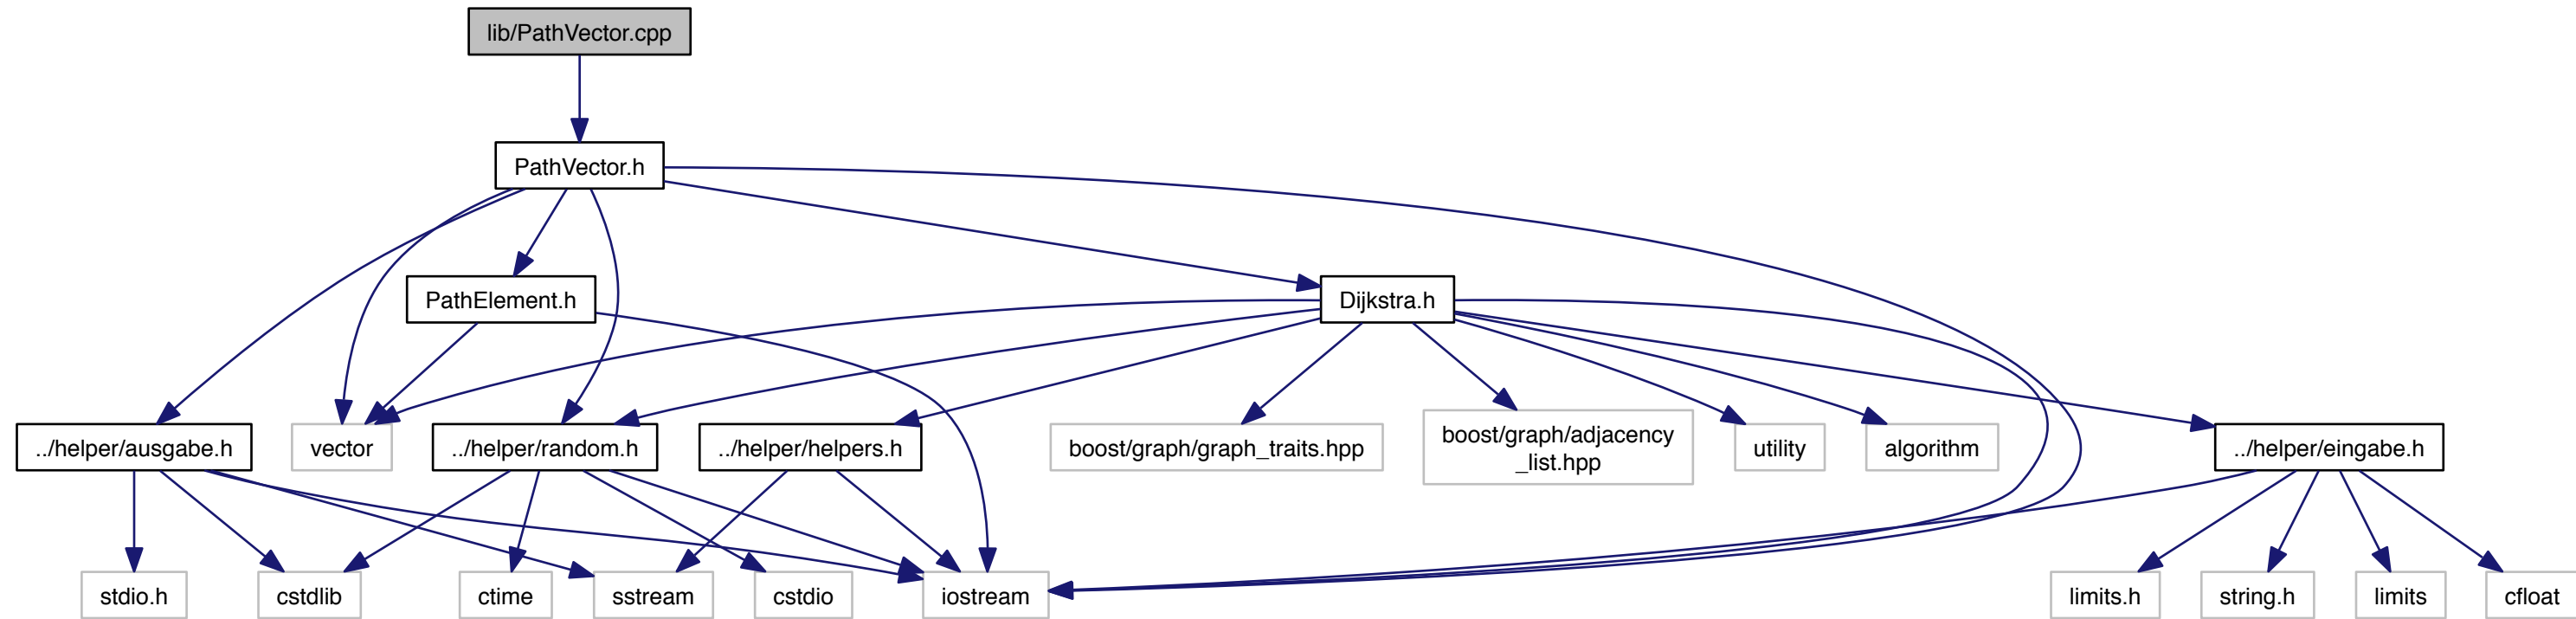 lib/PathVector.cpp
PathVector.h
PathElement.h
Dijkstra.h
../helper/ausgabe.h
vector
../helper/random.h
../helper/helpers.h
boost/graph/graph_traits.hpp
boost/graph/adjacency
_list.hpp
utility
algorithm
../helper/eingabe.h
stdio.h
cstdlib
ctime
sstream
cstdio
iostream
limits.h
string.h
limits
cfloat